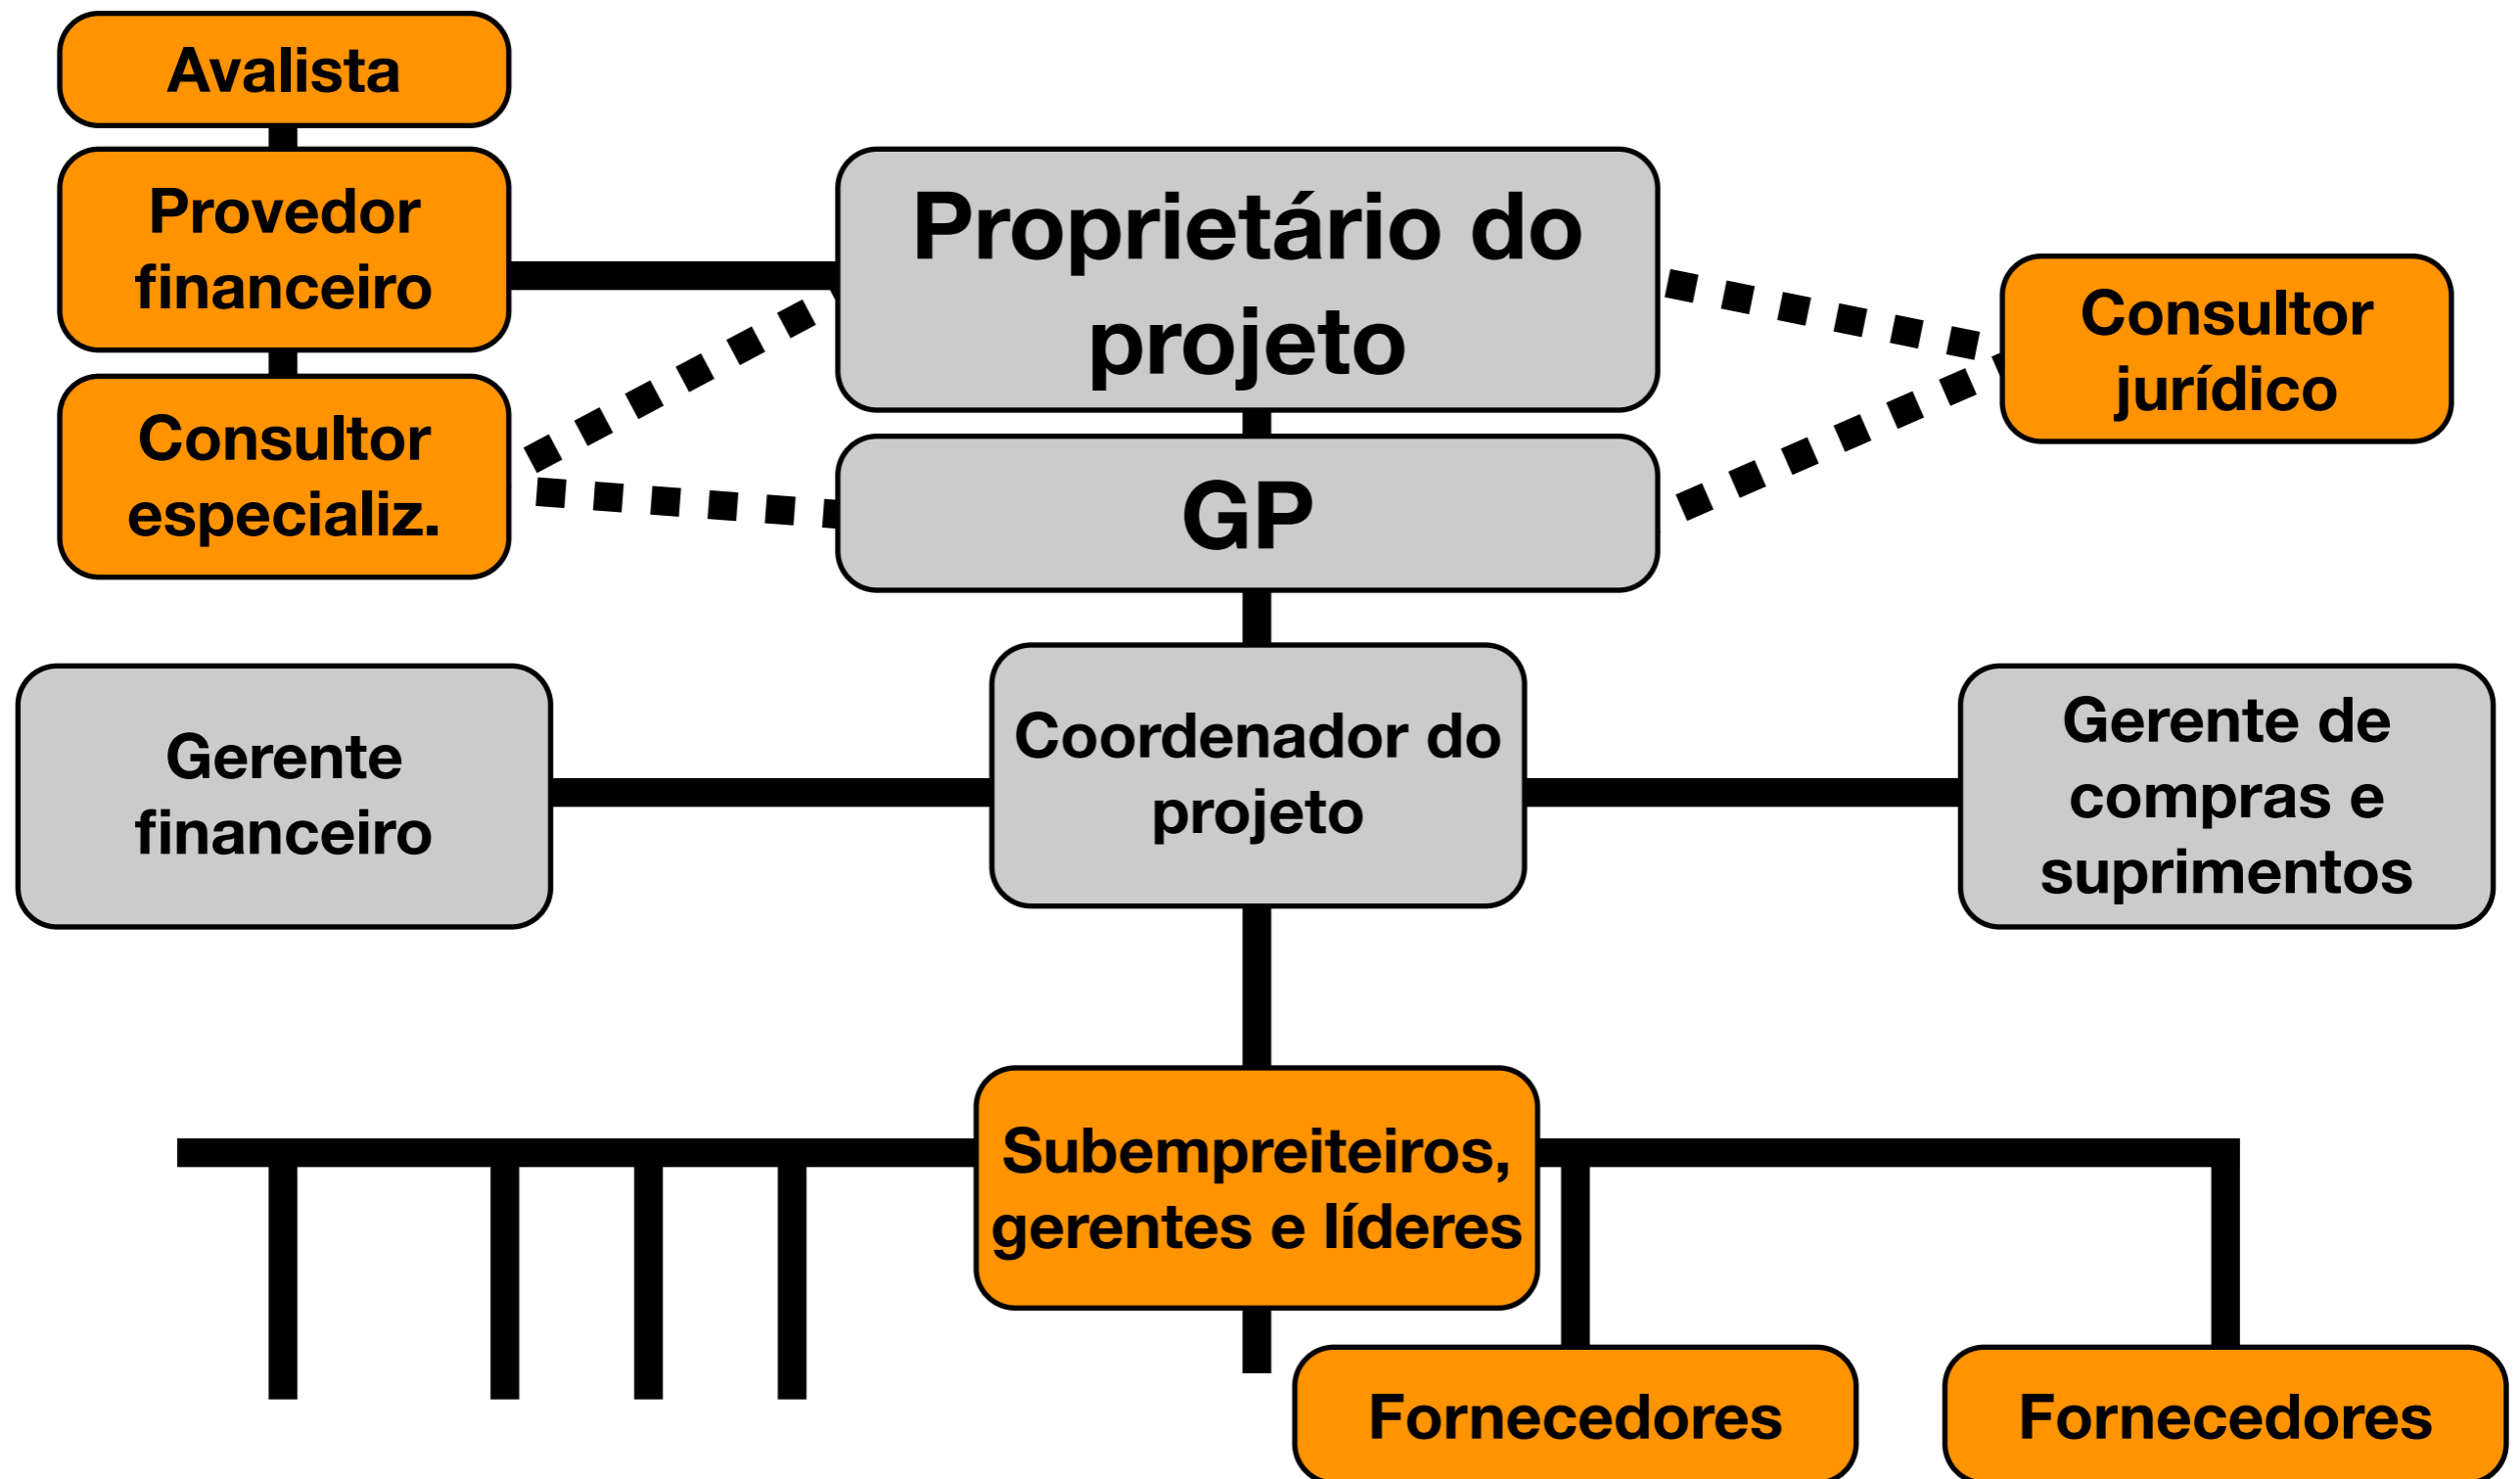 Avalista
Provedor
financeiro
Proprietário do
projeto
Consultor
jurídico
Consultor
especializ.
GP
Gerente
financeiro
Coordenador do
projeto
Gerente de
compras e
suprimentos
Subempreiteiros,
gerentes e líderes
Fornecedores
Fornecedores